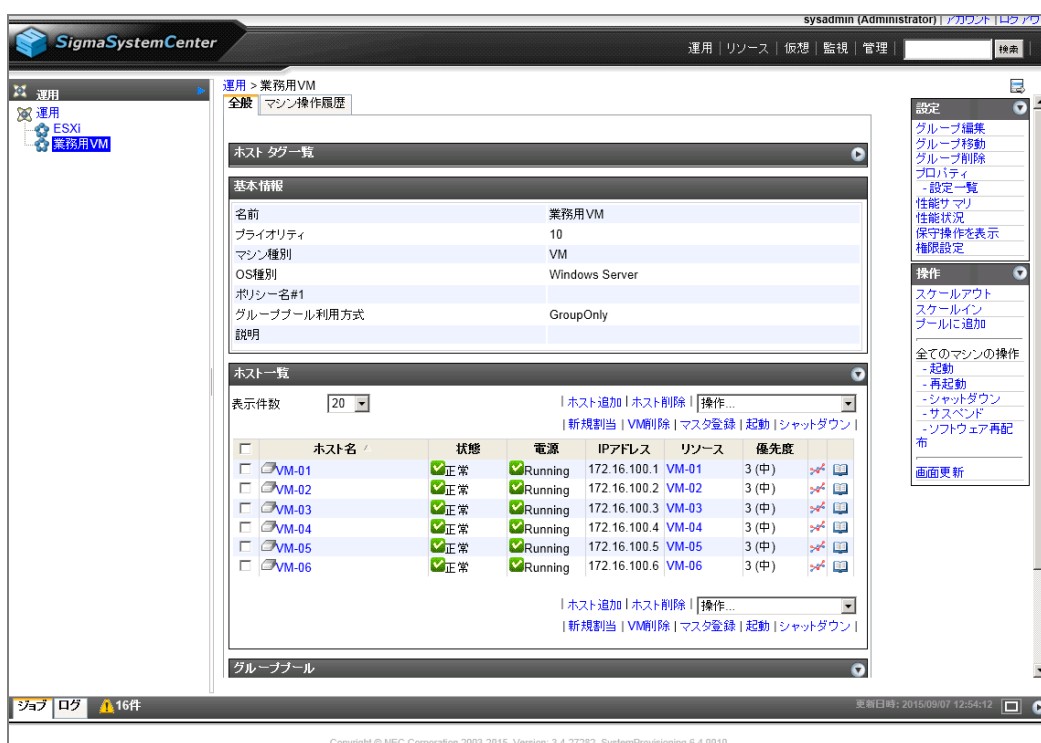 sysadmin (Administrator) | アカウント | ログアウ
SigmaSystemCenter
運用 | リソース | 仮想 | 監視 | 管理 | 検索
運用
運用
ESXi
業務用VM
運用 > 業務用VM
全般 マシン操作履歴
ホスト タグ一覧
基本情報
名前 業務用VM
プライオリティ 10
マシン種別 VM
OS種別 Windows Server
ポリシー名#1
グループプール利用方式 GroupOnly
説明
ホスト一覧
表示件数 20 | ホスト追加 | ホスト削除 | 操作...
| 新規割当 | VM削除 | マスタ登録 | 起動 | シャットダウン |
ホスト名 状態 電源 IPアドレス リソース 優先度
VM-01 正常 Running 172.16.100.1 VM-01 3 (中)
VM-02 正常 Running 172.16.100.2 VM-02 3 (中)
VM-03 正常 Running 172.16.100.3 VM-03 3 (中)
VM-04 正常 Running 172.16.100.4 VM-04 3 (中)
VM-05 正常 Running 172.16.100.5 VM-05 3 (中)
VM-06 正常 Running 172.16.100.6 VM-06 3 (中)
| ホスト追加 | ホスト削除 | 操作...
| 新規割当 | VM削除 | マスタ登録 | 起動 | シャットダウン |
グループプール
設定
グループ編集
グループ移動
グループ削除
プロパティ
- 設定一覧
性能サマリ
性能状況
保守操作を表示
権限設定
操作
スケールアウト
スケールイン
プールに追加
全てのマシンの操作
- 起動
- 再起動
- シャットダウン
- サスペンド
- ソフトウェア再配
布
画面更新
ジョブ ログ 16件
更新日時: 2015/09/07 12:54:12